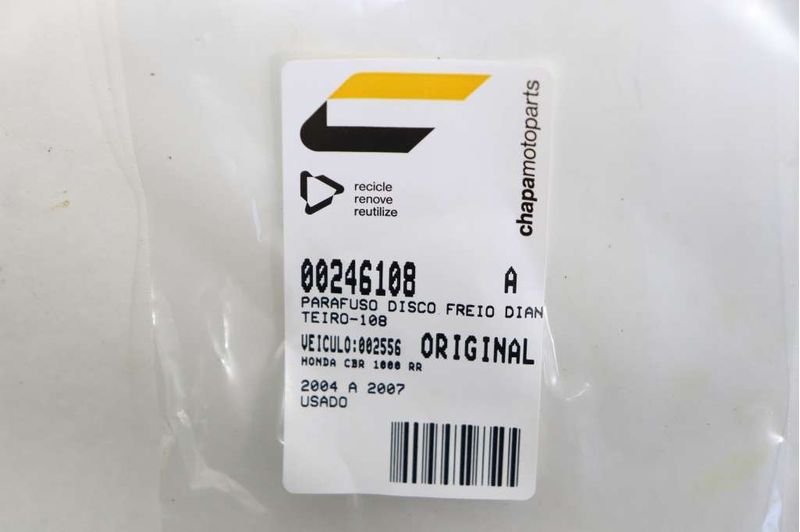 chapamotoparts
recicle
renove
reutilize
00246108 A
PARAFUSO DISCO FREIO DIAN
TEIRO-108
VEICULO:002556 ORIGINAL
HONDA CBR 1000 RR
2004 A 2007
USADO